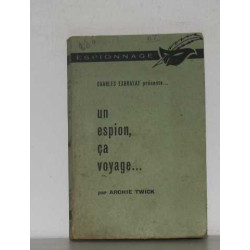 ESPIONNAGE
CHARLES EXBRAYAT présente...
un
espion,
ça
voyage...
par ARCHIE TWICK